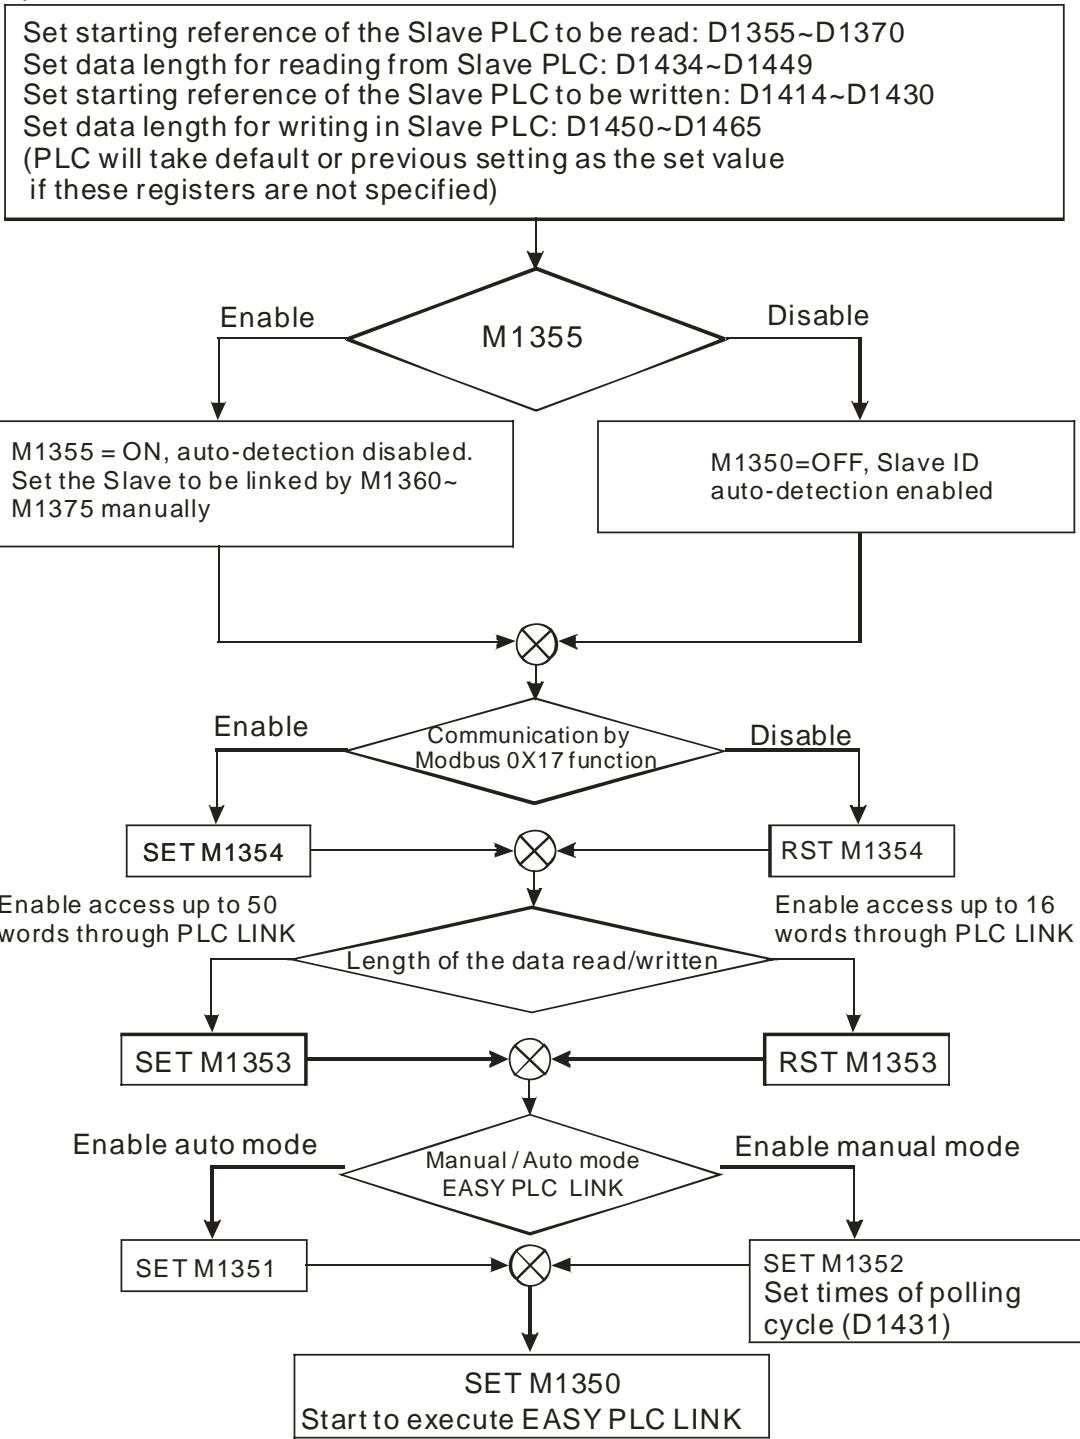 Set starting reference of the Slave PLC to be read: D1355~D1370
Set data length for reading from Slave PLC: D1434~D1449
Set starting reference of the Slave PLC to be written: D1414~D1430
Set data length for writing in Slave PLC: D1450~D1465
(PLC will take default or previous setting as the set value
if these registers are not specified)
Enable
M1355
Disable
M1355 = ON, auto-detection disabled.
Set the Slave to be linked by M1360~
M1375 manually
M1350=OFF, Slave ID
auto-detection enabled
Enable
Communication by
Modbus 0X17 function
Disable
SET M1354
RST M1354
Enable access up to 50
words through PLC LINK
Enable access up to 16
words through PLC LINK
Length of the data read/written
SET M1353
RST M1353
Enable auto mode
Manual / Auto mode
EASY PLC LINK
Enable manual mode
SET M1351
SET M1352
Set times of polling
cycle (D1431)
SET M1350
Start to execute EASY PLC LINK